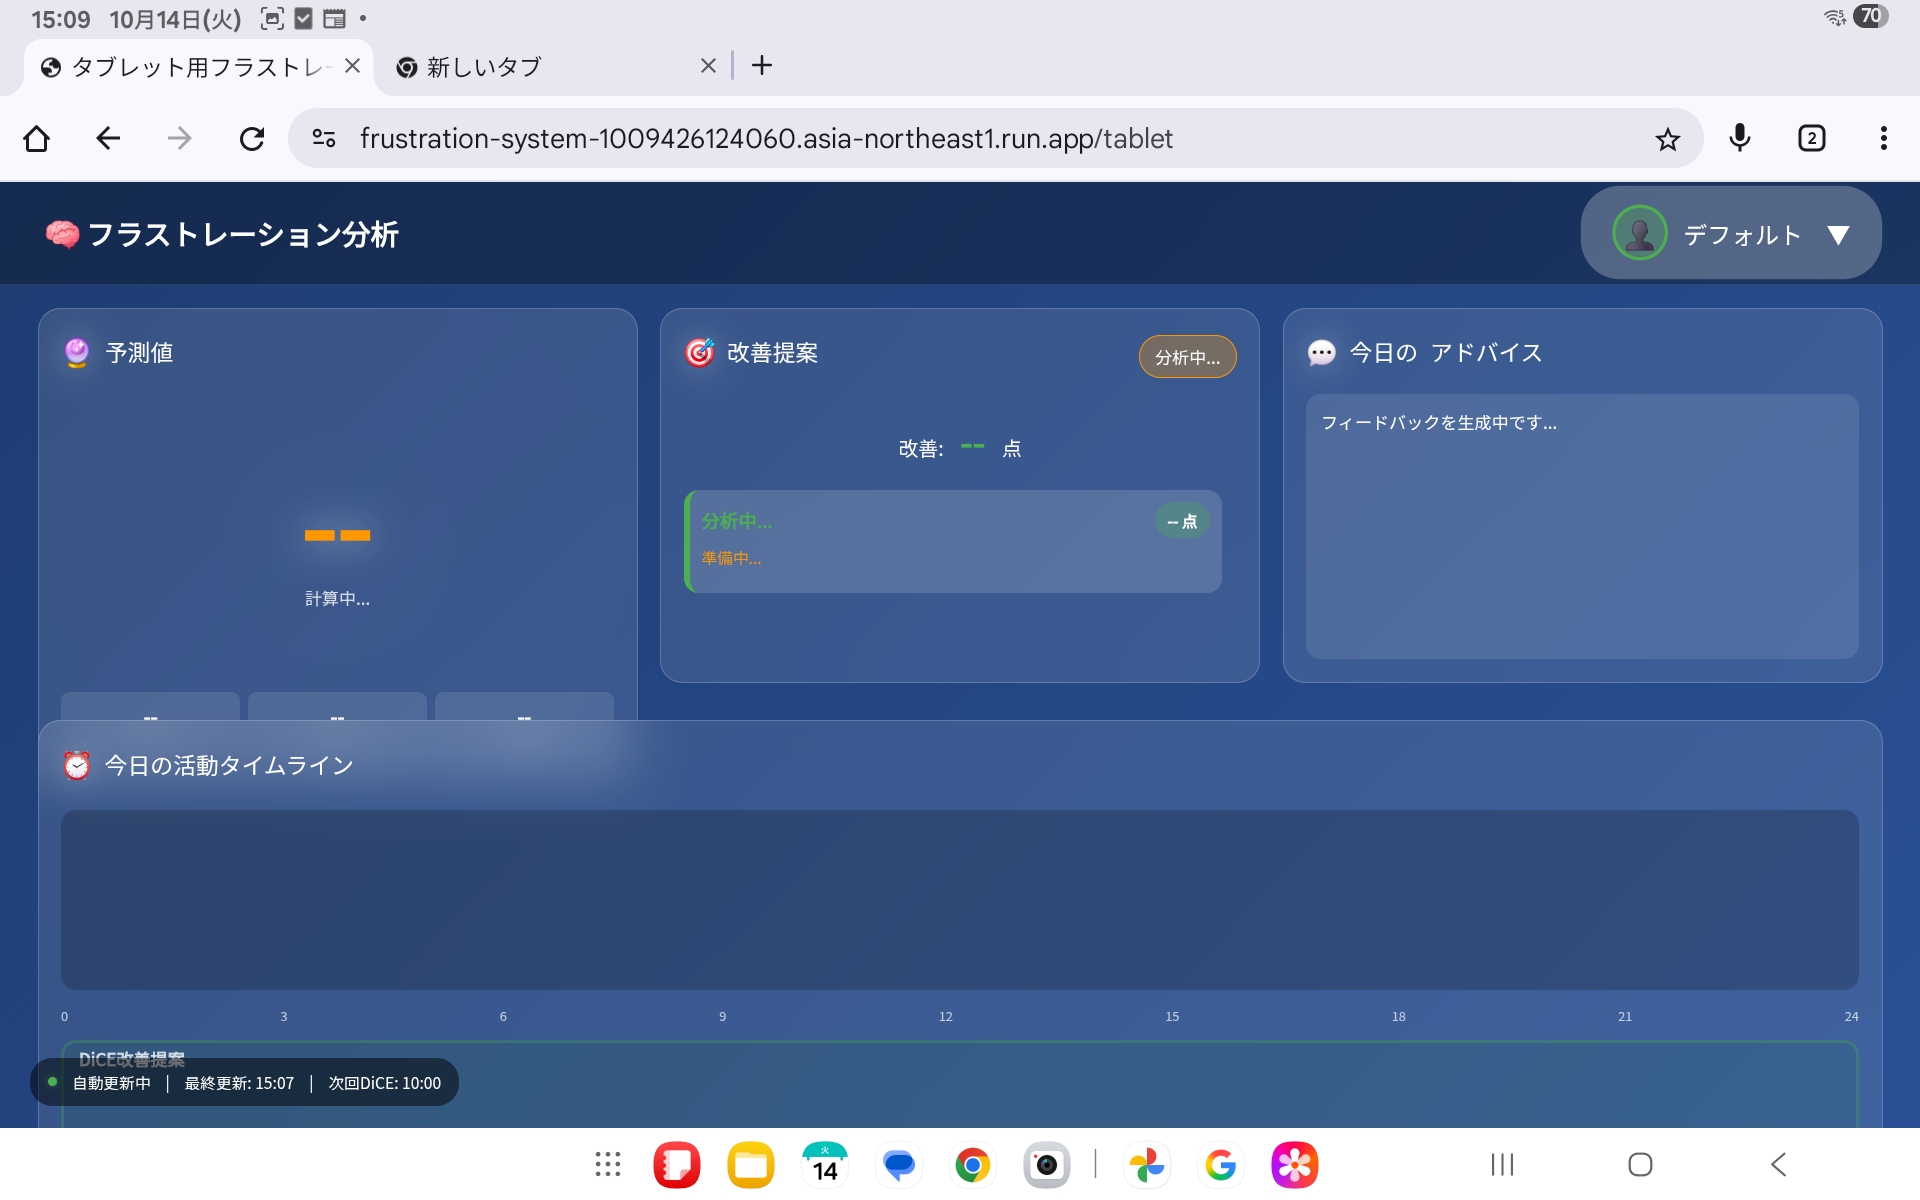 15:09 10月14日(火)
70
タブレット用フラストレ
新しいタブ
frustration-system-1009426124060.asia-northeast1.run.app/tablet
2
フラストレーション分析
デフォルト ▼
予測値
--
計算中...
-- -- --
改善提案
分析中...
改善: -- 点
分析中...
-- 点
準備中...
今日の アドバイス
フィードバックを生成中です...
今日の活動タイムライン
0 3 6 9 12 15 18 21 24
DiCE改善提案
自動更新中 | 最終更新: 15:07 | 次回DiCE: 10:00
火
14